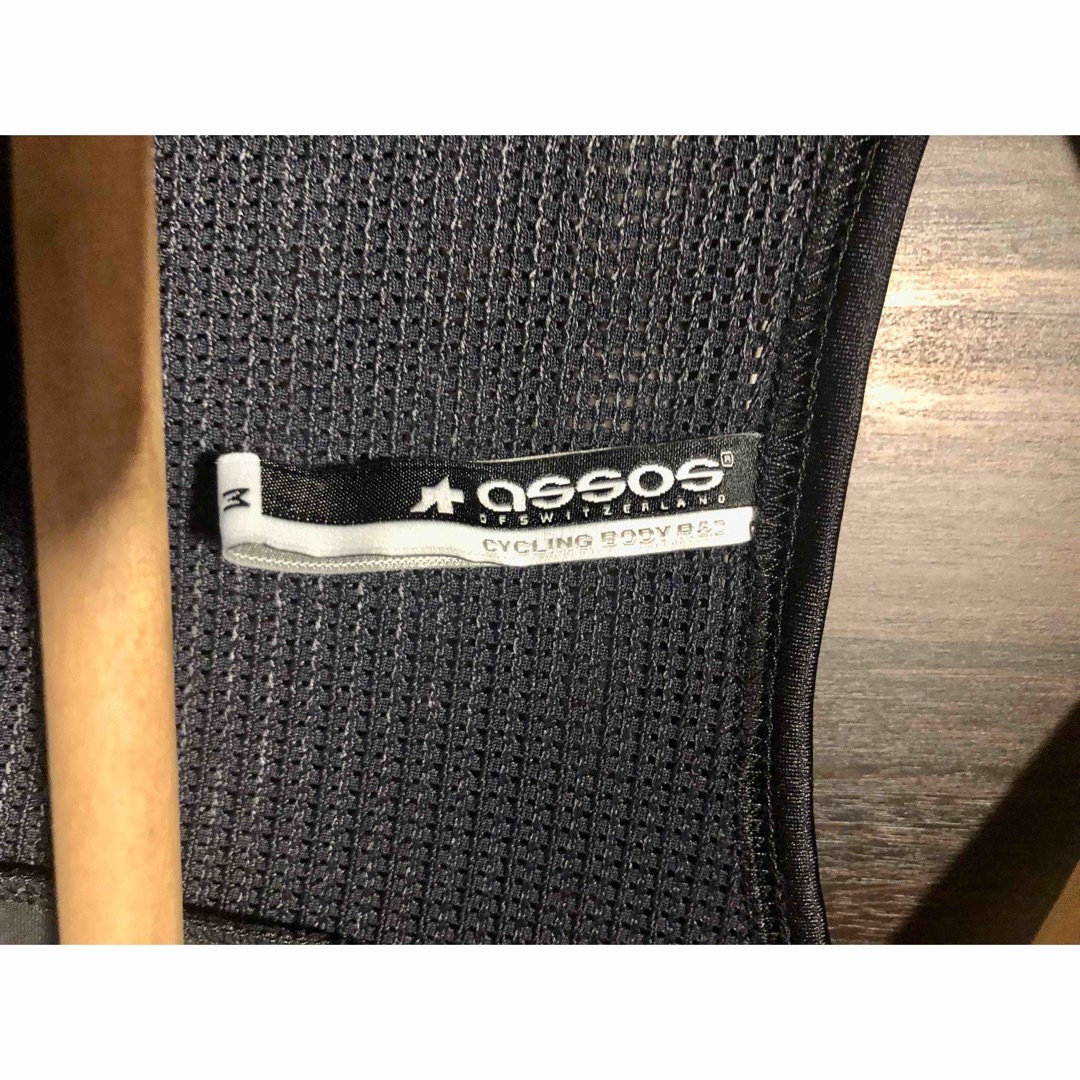 assos®
OF SWITZERLAND
CYCLING BODY R&D
M